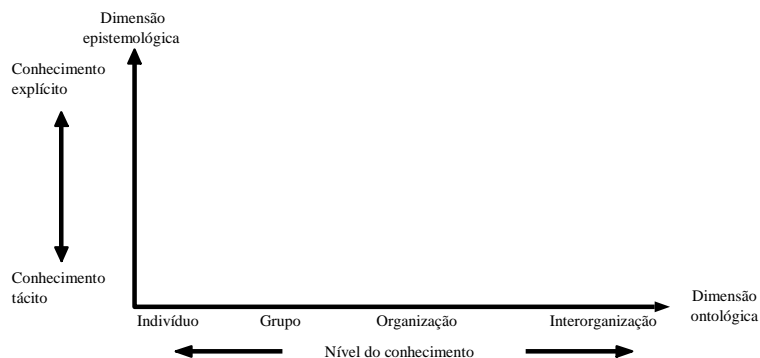 Dimensão
epistemológica
Conhecimento
explícito
Conhecimento
tácito
Dimensão
ontológica
Indivíduo Grupo Organização Interorganização
Nível do conhecimento